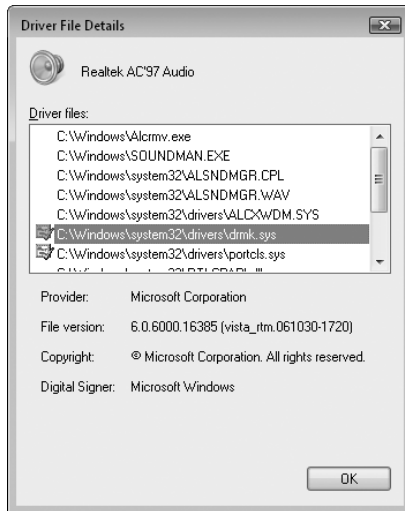 Driver File Details
Realtek AC'97 Audio
Driver files:
C:\Windows\Alcrmv.exe
C:\Windows\SOUNDMAN.EXE
C:\Windows\system32\ALSNDMGR.CPL
C:\Windows\system32\ALSNDMGR.WAV
C:\Windows\system32\drivers\ALCXWDM.SYS
C:\Windows\system32\drivers\drmk.sys
C:\Windows\system32\drivers\portcls.sys
Provider: Microsoft Corporation
File version: 6.0.6000.16385 (vista_rtm.061030-1720)
Copyright: © Microsoft Corporation. All rights reserved.
Digital Signer: Microsoft Windows
OK